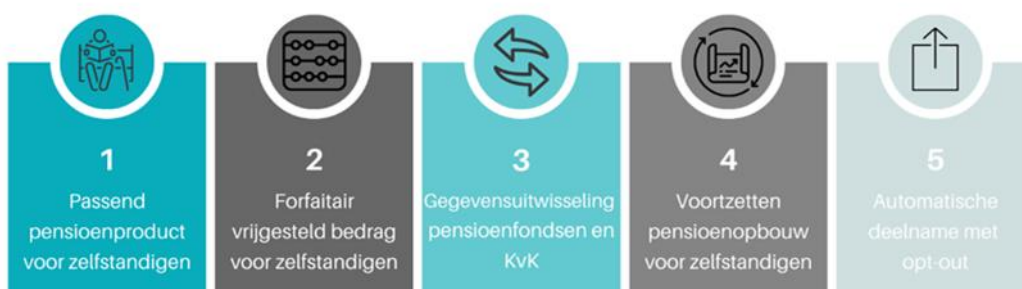 1
Passend
pensioenproduct
voor zelfstandigen
2
Forfaitair
vrijgesteld bedrag
voor zelfstandigen
3
Gegevensuitwisseling
pensioenfondsen en
KvK
4
Voortzetten
pensioenopbouw
voor zelfstandigen
5
Automatische
deelname met
opt-out